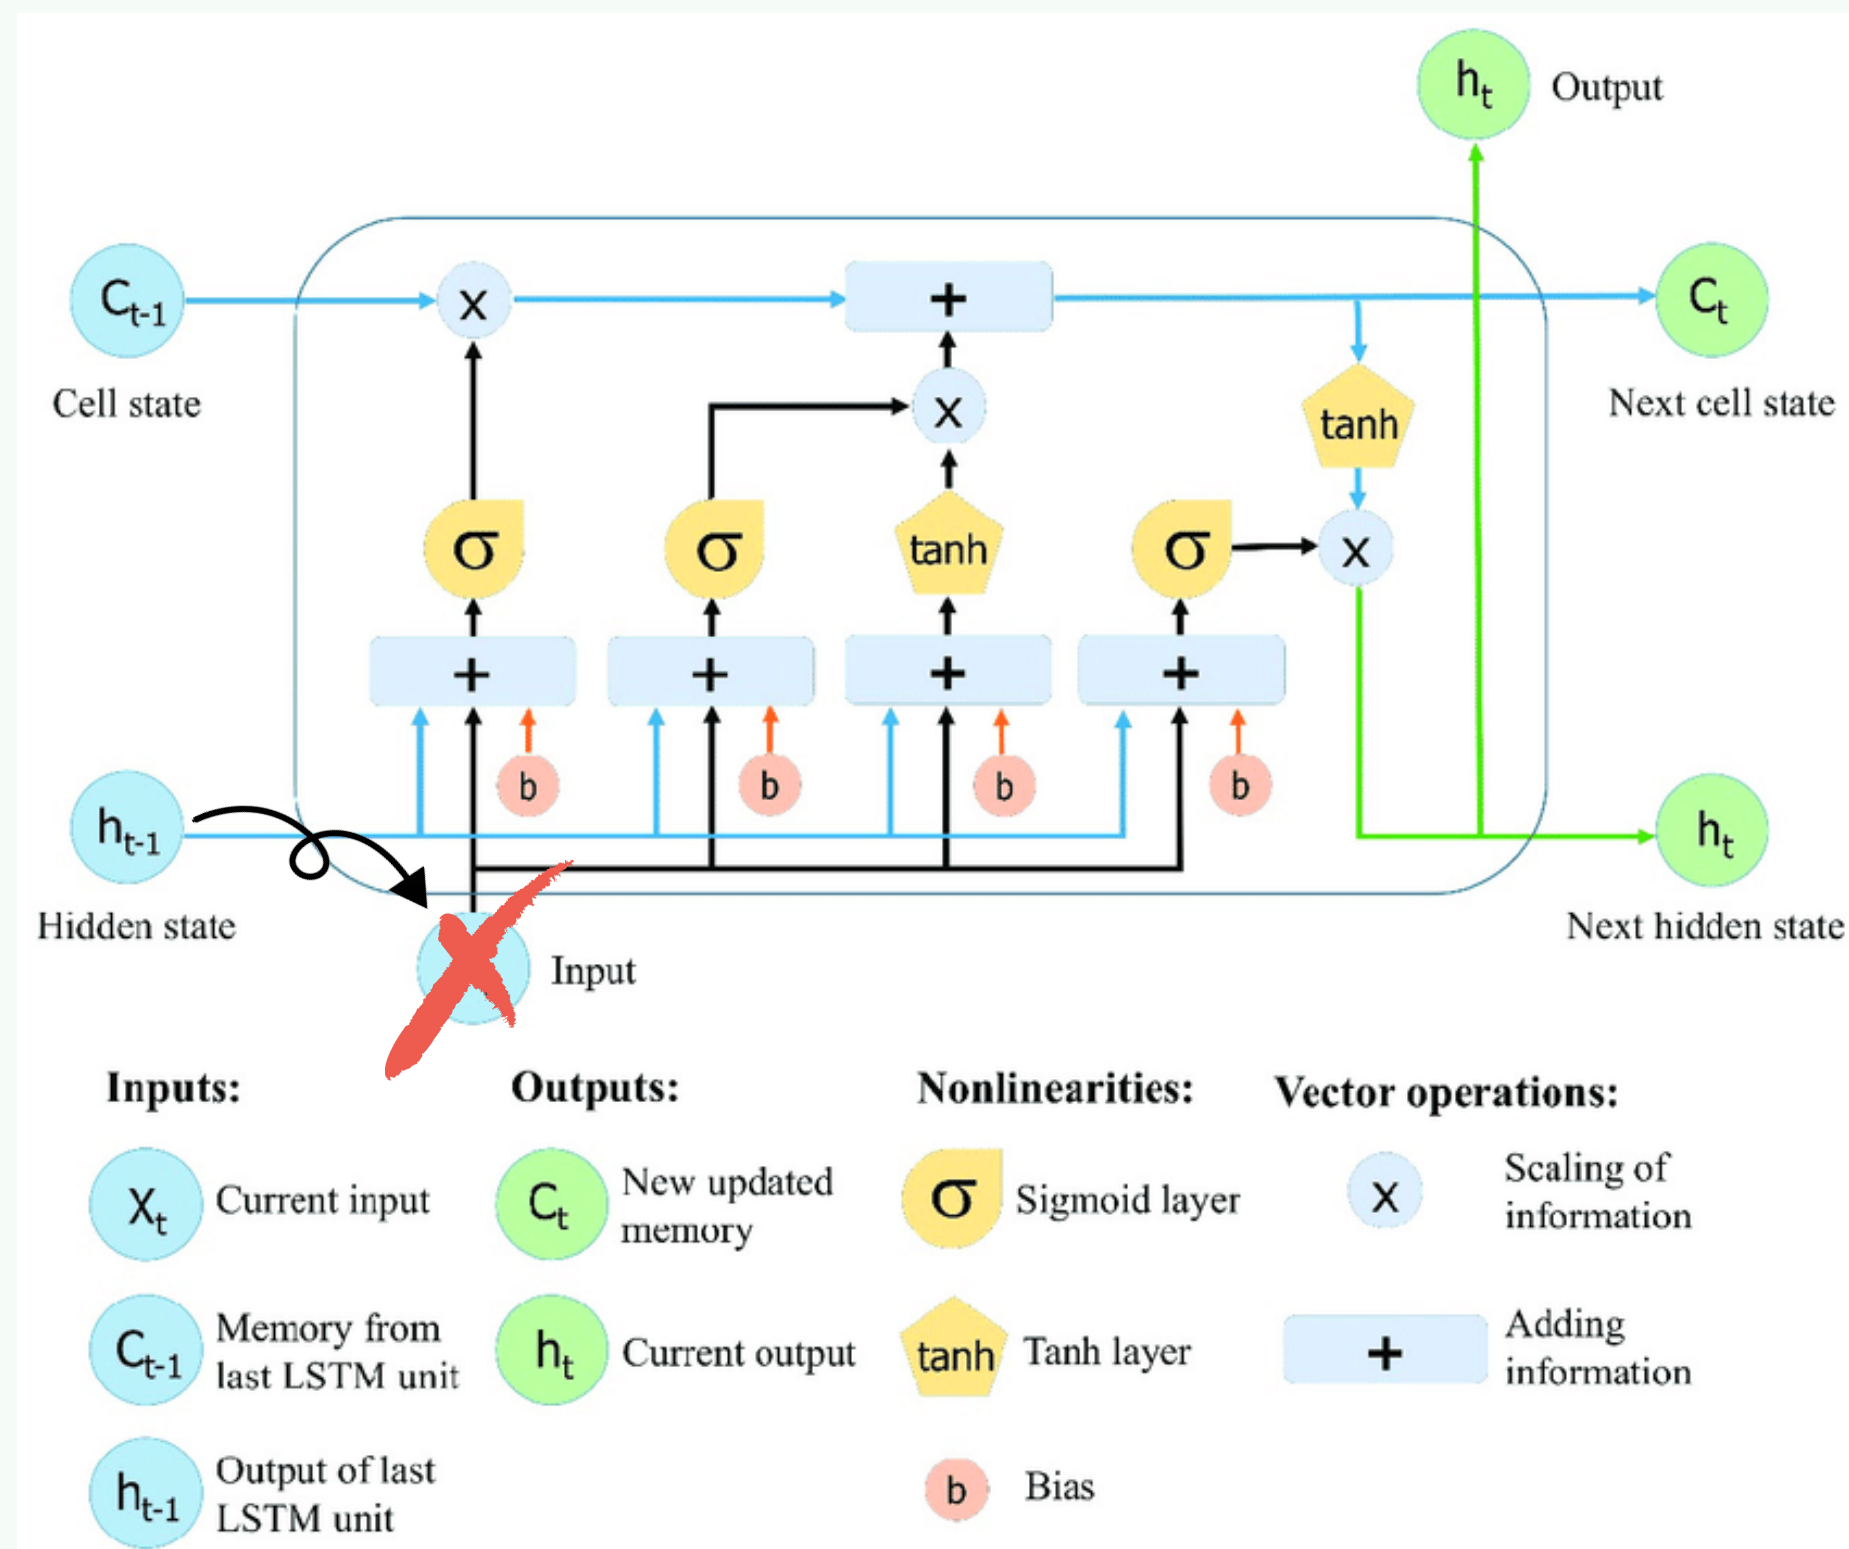 ht Output
Ct-1 x + Ct
Cell state Next cell state
x tanh
σ σ tanh σ x
+ + + +
b b b b
ht-1 ht
Hidden state Next hidden state
Input
Inputs: Outputs: Nonlinearities: Vector operations:
Xt Current input
Ct New updated
memory
σ Sigmoid layer
x Scaling of
information
Ct-1 Memory from
last LSTM unit
ht Current output
tanh Tanh layer
+ Adding
information
ht-1 Output of last
LSTM unit
b Bias